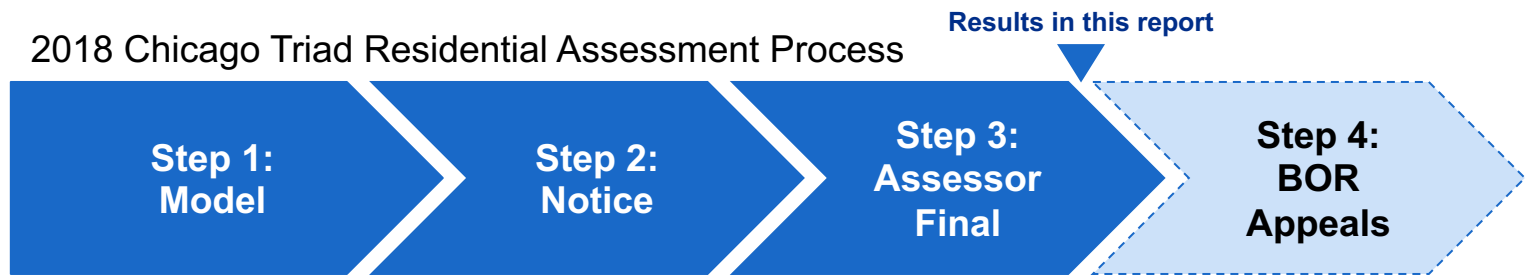 Results in this report
2018 Chicago Triad Residential Assessment Process
Step 1:
Model
Step 2:
Notice
Step 3:
Assessor
Final
Step 4:
BOR
Appeals